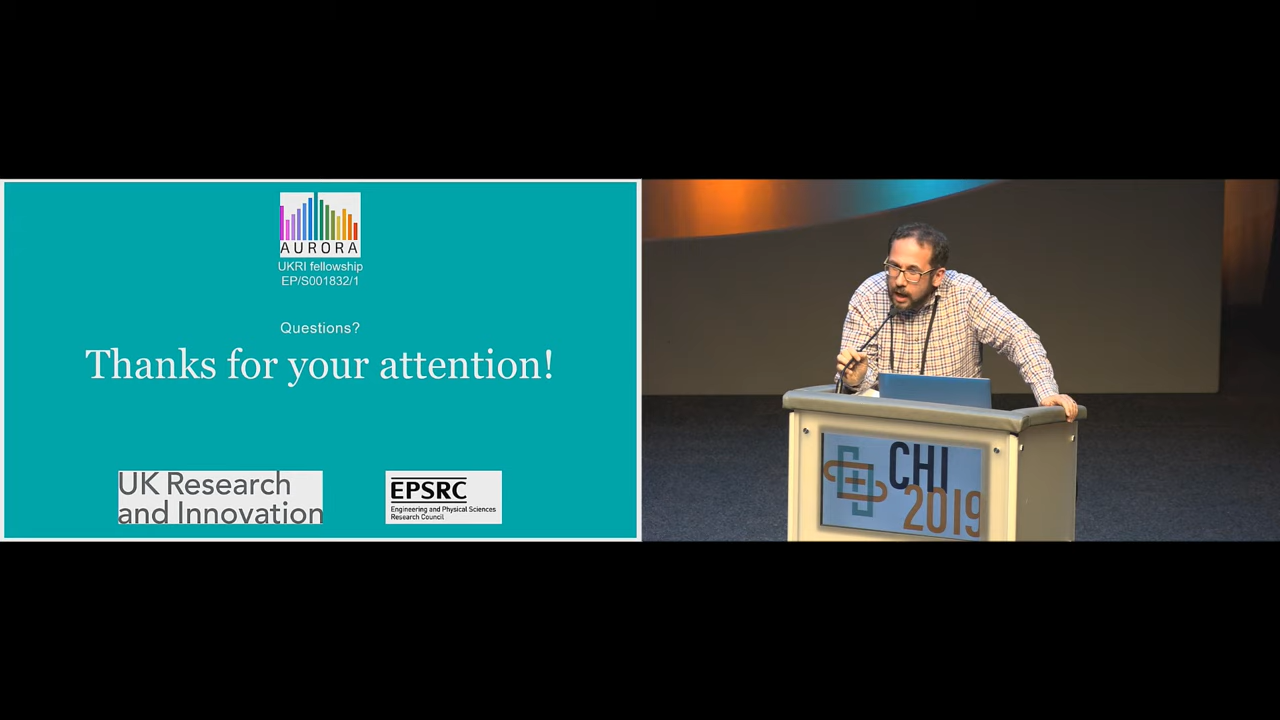 AURORA
UKRI fellowship
EP/S001832/1
Questions?
Thanks for your attention!
UK Research
and Innovation
EPSRC
Engineering and Physical Sciences
Research Council
CHI
2019